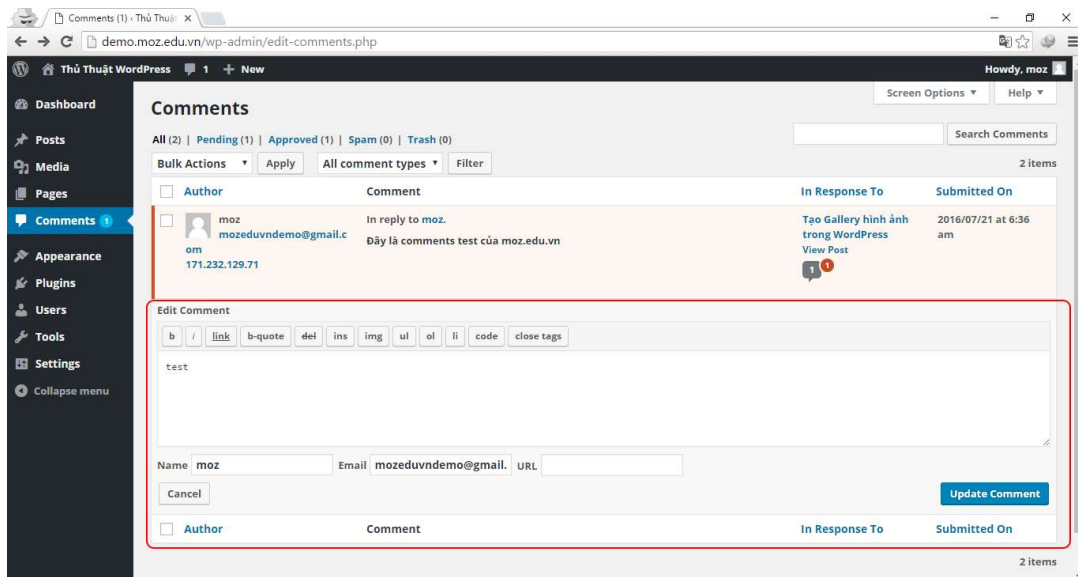 Comments (1) ‹ Thủ Thuậ
demo.moz.edu.vn/wp-admin/edit-comments.php
Thủ Thuật WordPress 1 + New Howdy, moz
Screen Options ▼ Help ▼
Dashboard
Posts
Media
Pages
Comments 1
Appearance
Plugins
Users
Tools
Settings
Collapse menu
Comments
All (2) | Pending (1) | Approved (1) | Spam (0) | Trash (0)
Search Comments
Bulk Actions ▼ Apply All comment types ▼ Filter 2 items
Author Comment In Response To Submitted On
moz
mozeduvndemo@gmail.c
om
171.232.129.71
In reply to moz.
Đây là comments test của moz.edu.vn
Tạo Gallery hình ảnh
trong WordPress
View Post
1 1
2016/07/21 at 6:36
am
Edit Comment
b i link b-quote del ins img ul ol li code close tags
test
Name moz Email mozeduvndemo@gmail. URL
Cancel Update Comment
Author Comment In Response To Submitted On
2 items